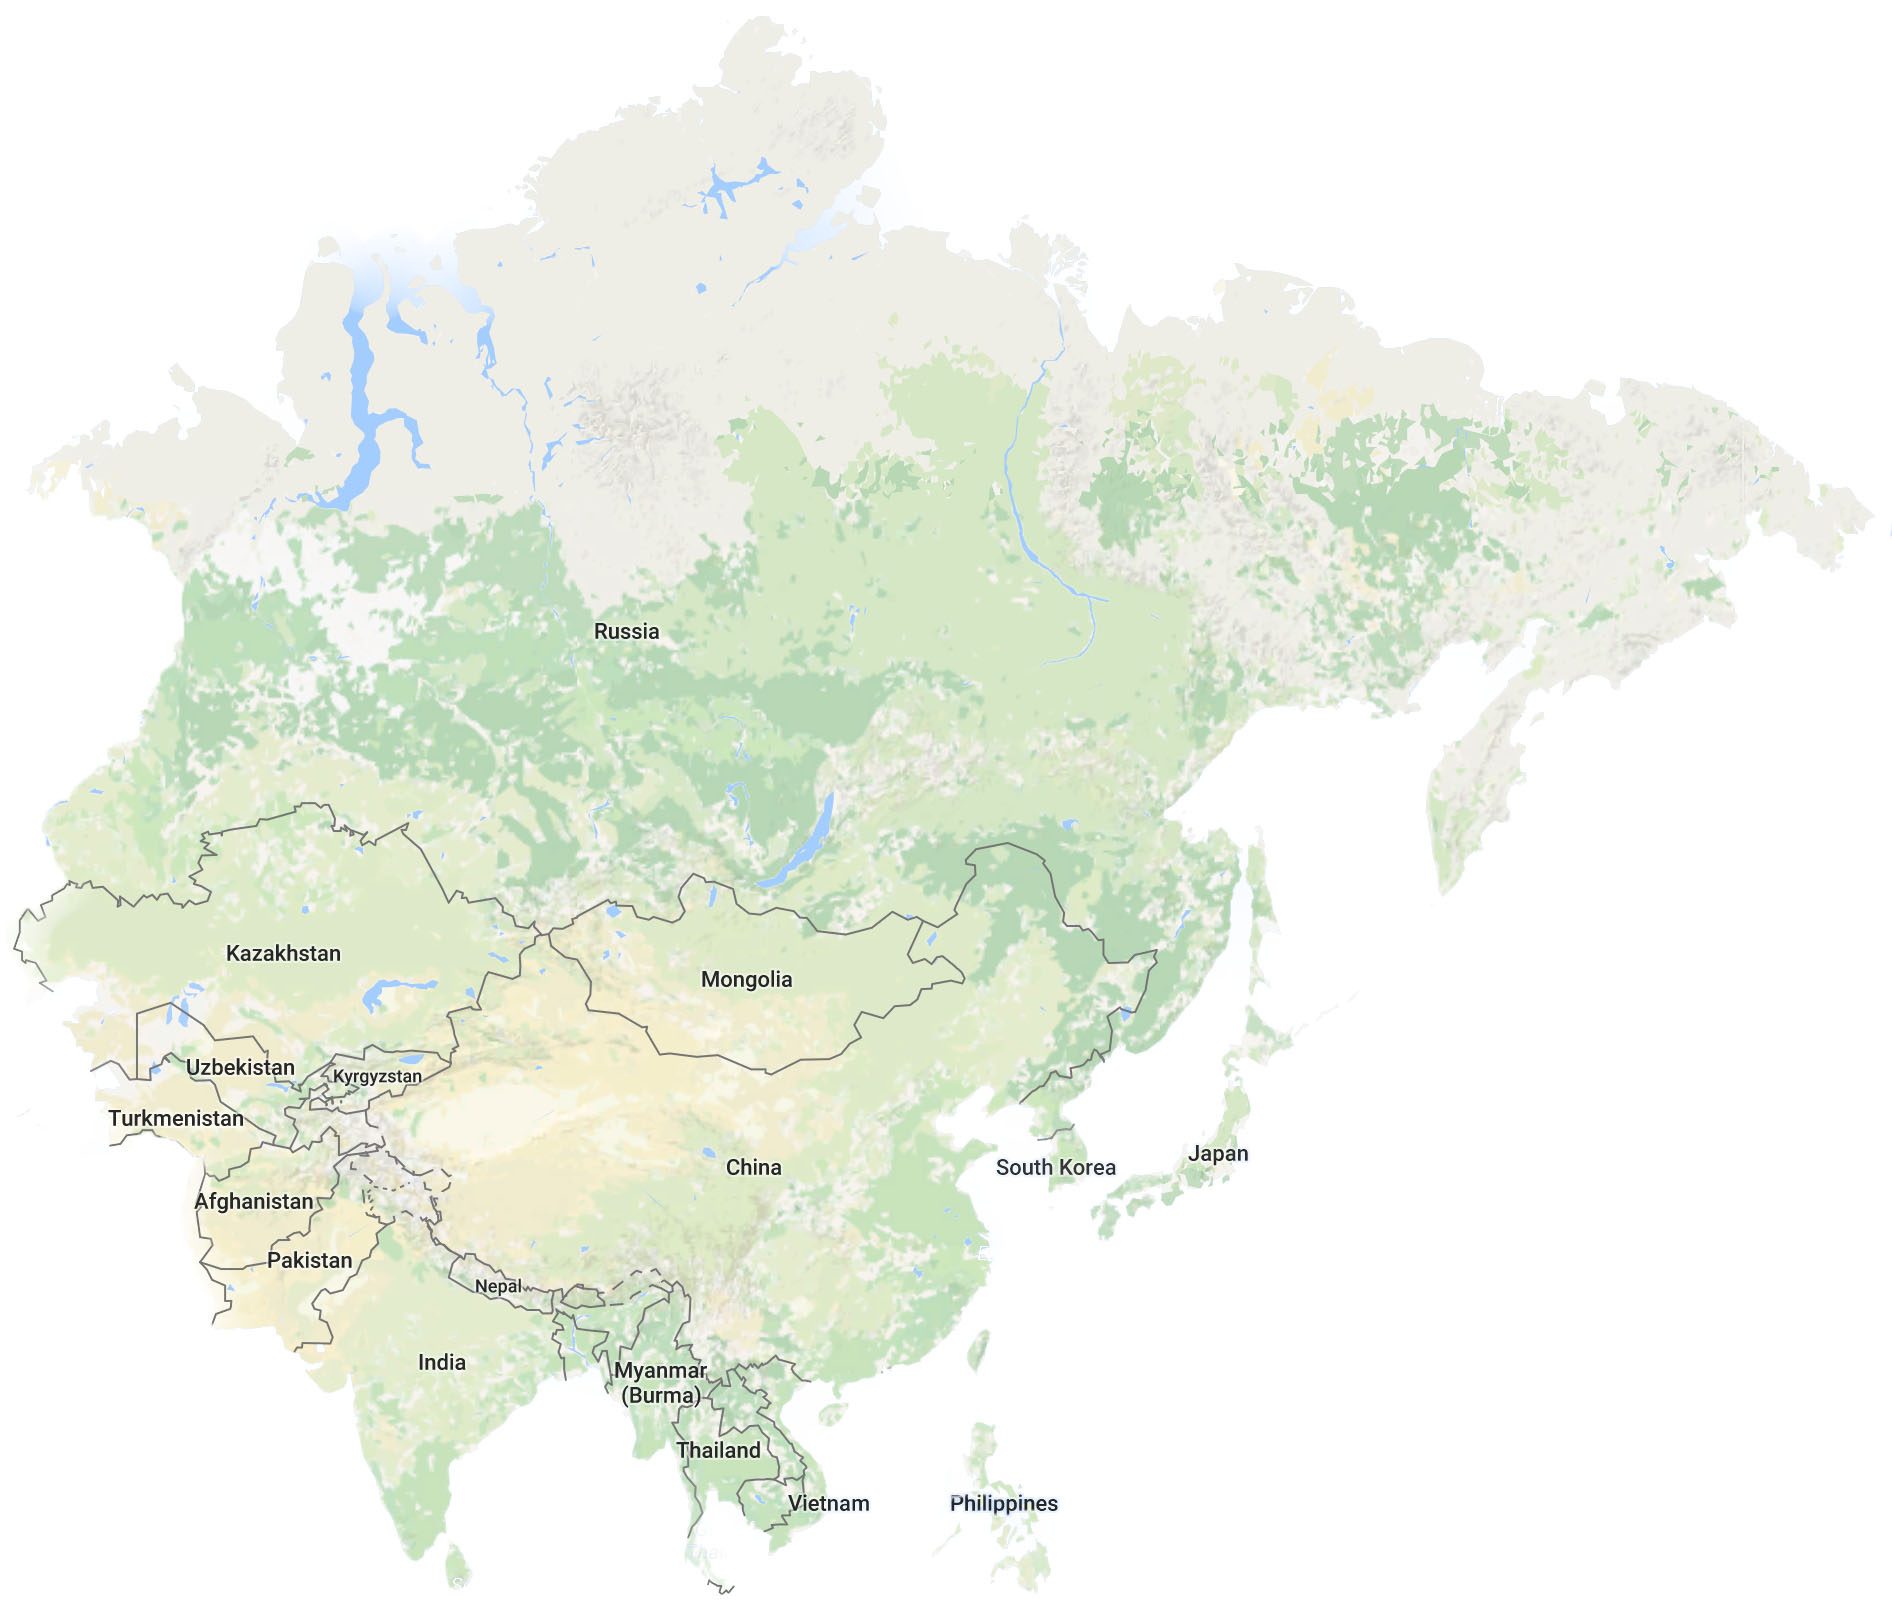 Russia
Kazakhstan
Mongolia
Uzbekistan
Kyrgyzstan
Turkmenistan
China
South Korea
Japan
Afghanistan
Pakistan
Nepal
India
Myanmar
(Burma)
Thailand
Vietnam
Philippines